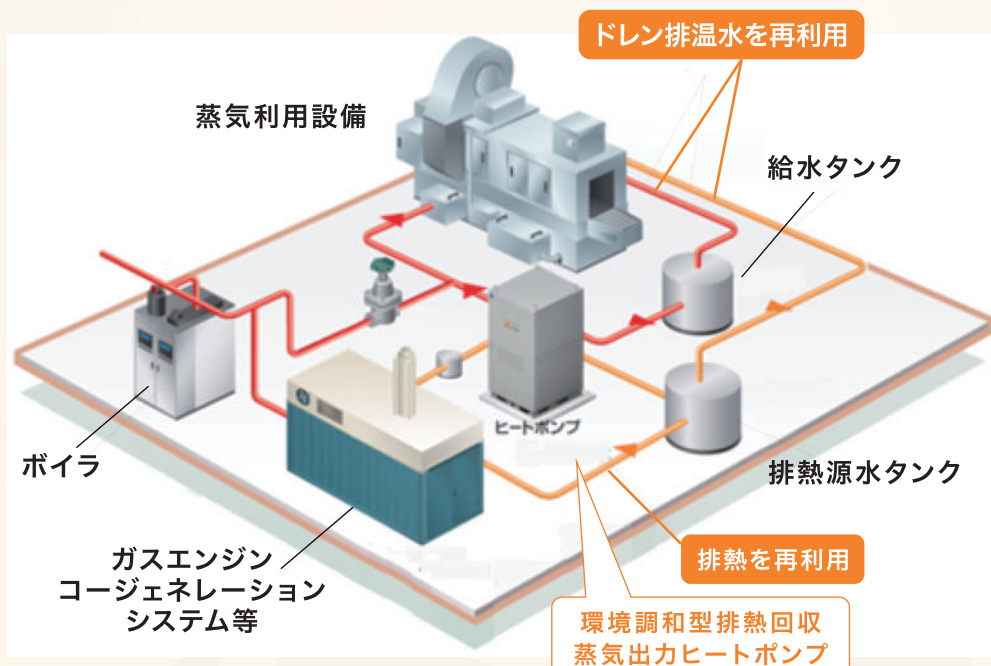 ドレン排温水を再利用
蒸気利用設備
給水タンク
ヒートポンプ
ボイラ
排熱源水タンク
ガスエンジン
コージェネレーション
システム等
排熱を再利用
環境調和型排熱回収
蒸気出力ヒートポンプ